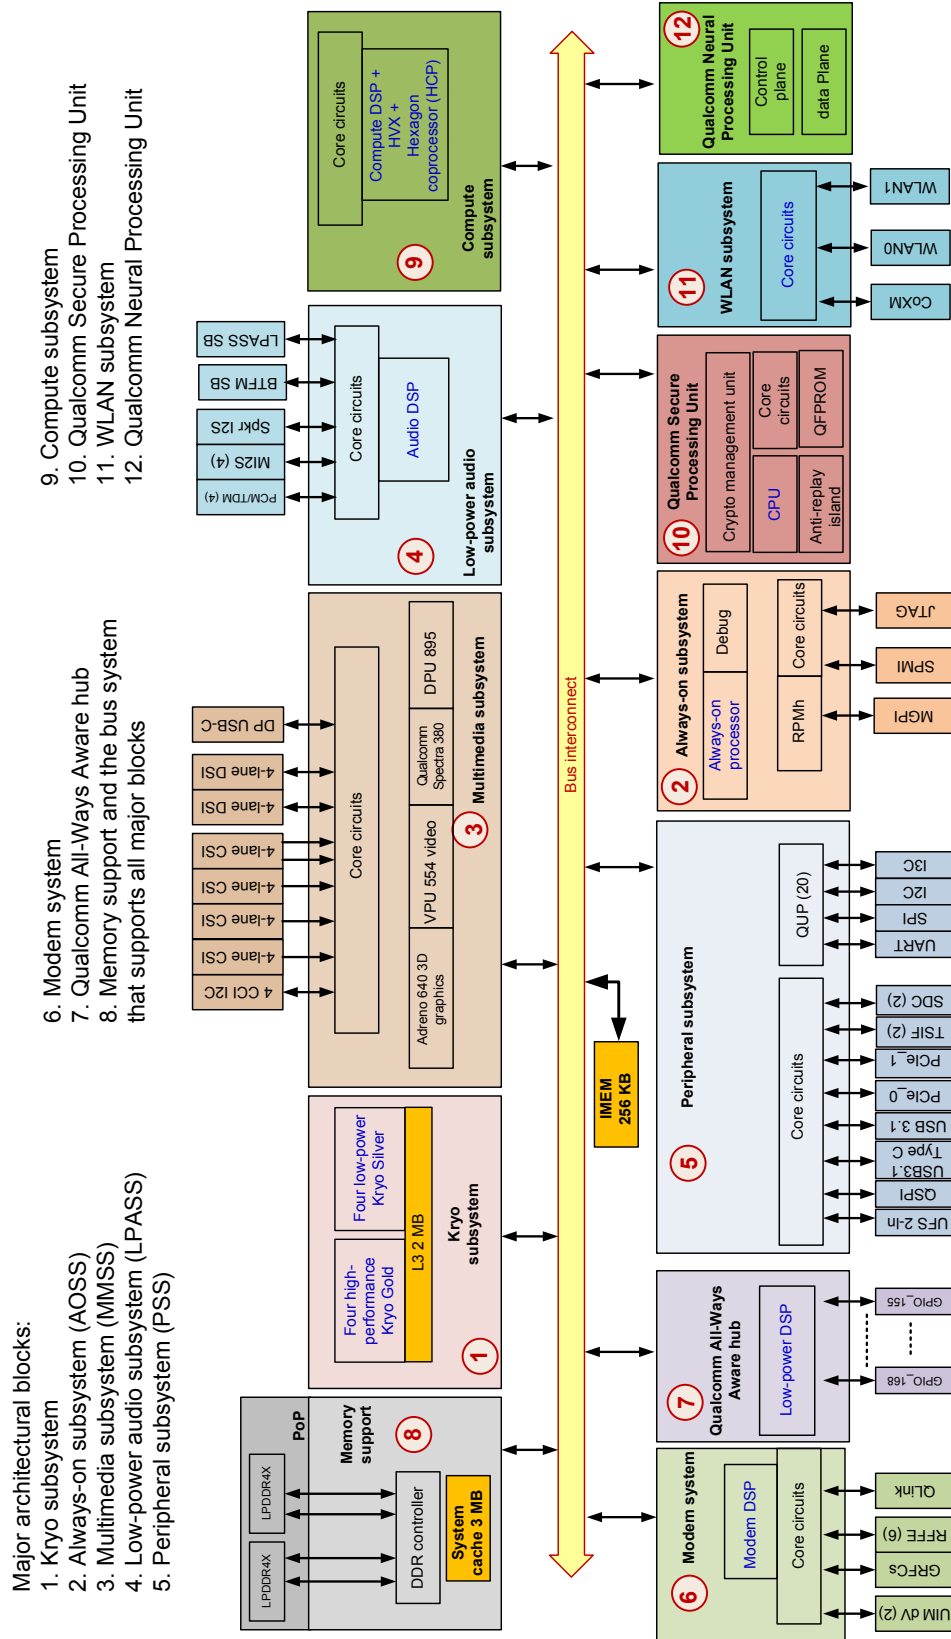 Major architectural blocks:
1. Kryo subsystem
2. Always-on subsystem (AOSS)
3. Multimedia subsystem (MMSS)
4. Low-power audio subsystem (LPASS)
5. Peripheral subsystem (PSS)
6. Modem system
7. Qualcomm All-Ways Aware hub
8. Memory support and the bus system
that supports all major blocks
9. Compute subsystem
10. Qualcomm Secure Processing Unit
11. WLAN subsystem
12. Qualcomm Neural Processing Unit
PoP
LPDDR4X
LPDDR4X
Memory
support
8
DDR controller
System
cache 3 MB
Four high-
performance
Kryo Gold
Four low-power
Kryo Silver
L3 2 MB
1
Kryo
subsystem
4 CCI I2C
4-lane CSI
4-lane CSI
4-lane CSI
4-lane CSI
4-lane DSI
4-lane DSI
DP USB-C
Core circuits
Adreno 640 3D
graphics
VPU 554 video
Qualcomm
Spectra 380
DPU 895
3
Multimedia subsystem
PCM/TDM (4)
MI2S (4)
Spkr I2S
BTFM SB
LPASS SB
Core circuits
Audio DSP
4
Low-power audio
subsystem
Core circuits
Compute DSP +
HVX +
Hexagon
coprocessor (HCP)
9
Compute
subsystem
Bus interconnect
IMEM
256 KB
6
Modem system
Modem DSP
Core circuits
UIM dV (2)
GRFCs
RFFE (6)
QLink
7
Qualcomm All-Ways
Aware hub
Low-power DSP
GPIO_168
GPIO_155
5
Peripheral subsystem
Core circuits
QUP (20)
UFS 2-ln
QSPI
USB3.1
Type C
USB 3.1
PCIe_0
PCIe_1
TSIF (2)
SDC (2)
UART
SPI
I2C
I3C
2
Always-on subsystem
Always-on
processor
Debug
RPMh
Core circuits
MGPI
SPMI
JTAG
10
Qualcomm Secure
Processing Unit
Crypto management unit
CPU
Core
circuits
Anti-replay
island
QFPROM
11
WLAN subsystem
Core circuits
CoXM
WLAN0
WLAN1
12
Qualcomm Neural
Processing Unit
Control
plane
data Plane